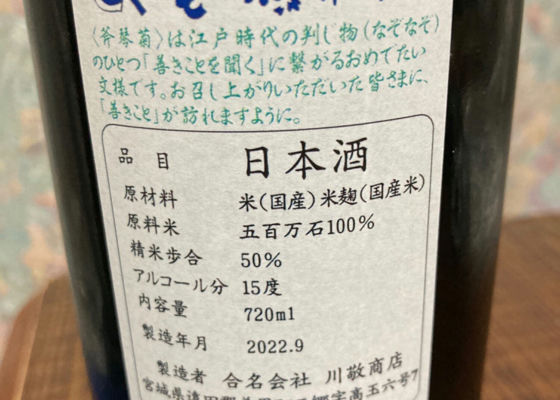 〈斧琴菊〉は江戸時代の判じ物(なぞなぞ)
のひとつ「善きことを聞く」に繋がるおめでたい
文様です。お召し上がりいただいた皆さまに、
「善きこと」が訪れますように。
品目 日本酒
原材料 米(国産)米麹(国産米)
原料米 五百万石100%
精米歩合 50%
アルコール分 15度
内容量 720ml
製造年月 2022.9
製造者 合名会社 川敬商店
宮城県遠田郡美里町 郷字高玉六号7